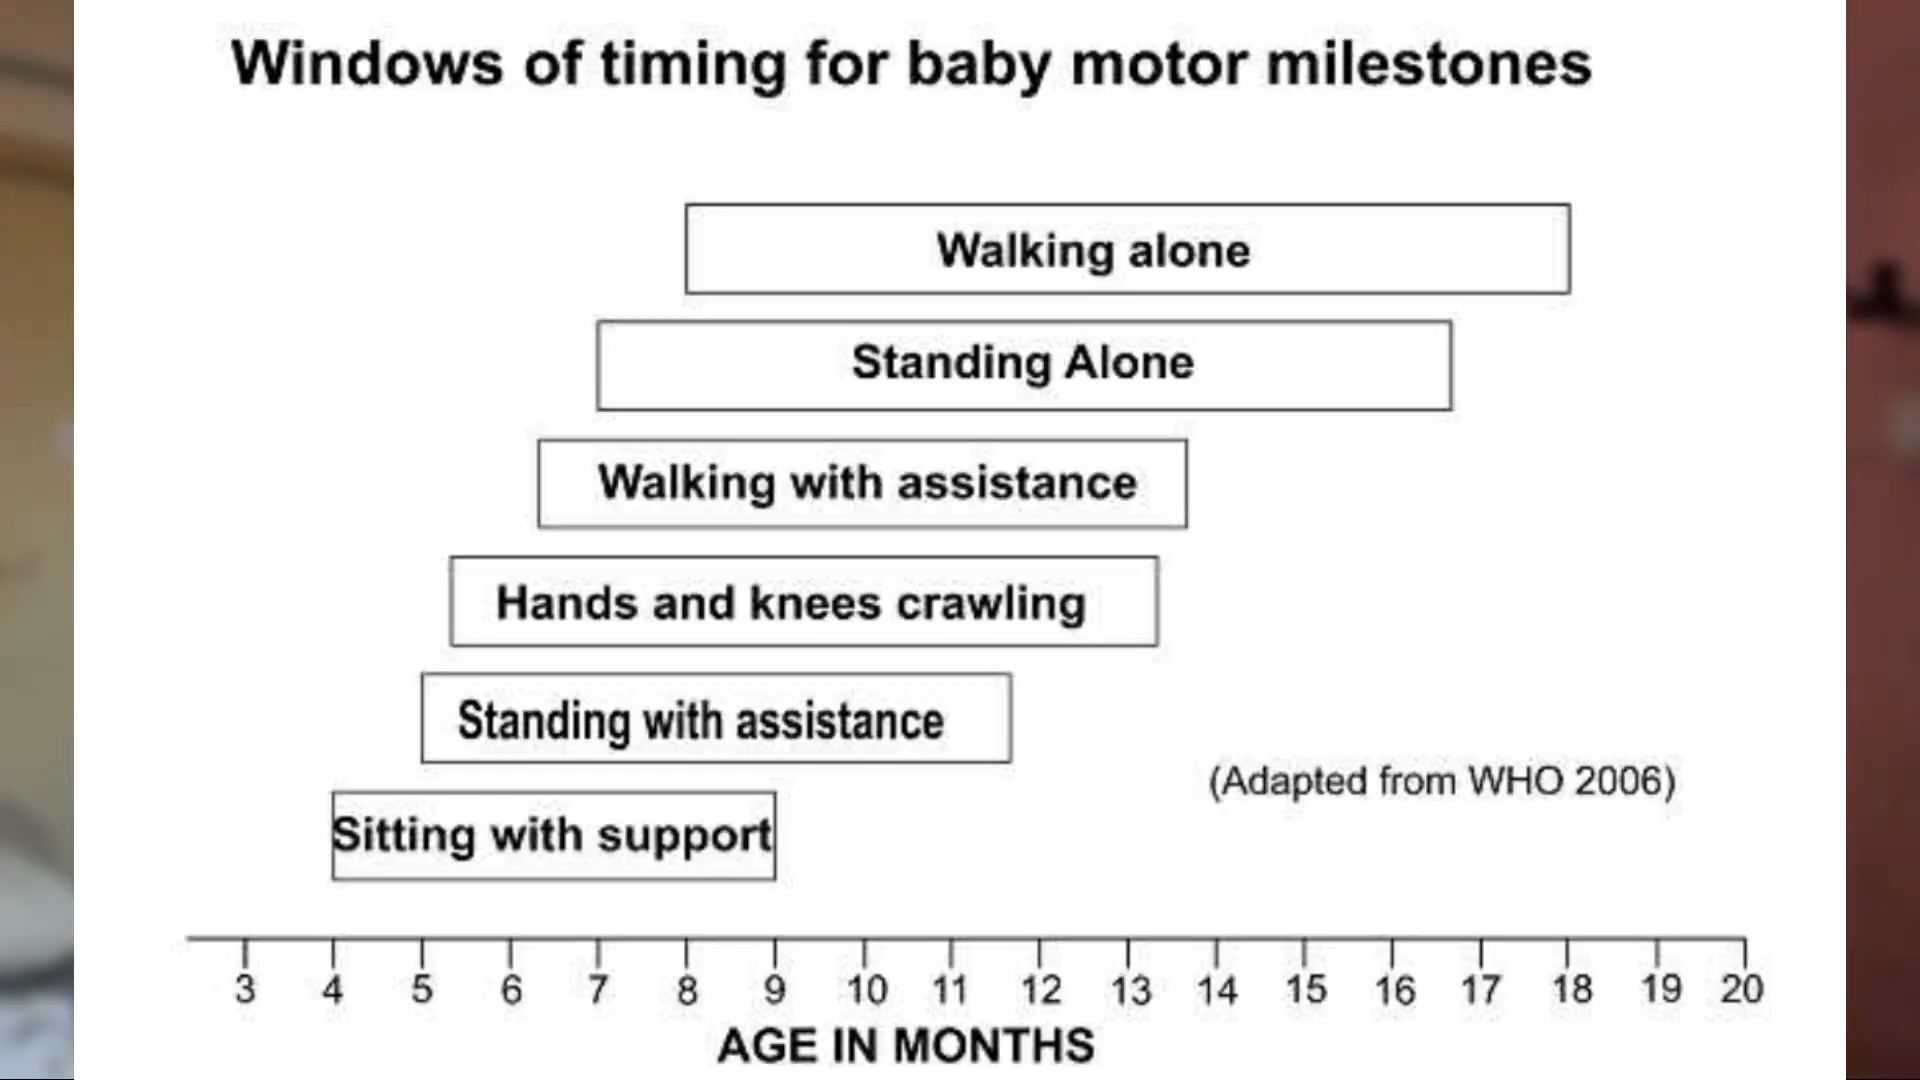 Windows of timing for baby motor milestones
Walking alone
Standing Alone
Walking with assistance
Hands and knees crawling
Standing with assistance
(Adapted from WHO 2006)
Sitting with support
3 4 5 6 7 8 9 10 11 12 13 14 15 16 17 18 19 20
AGE IN MONTHS